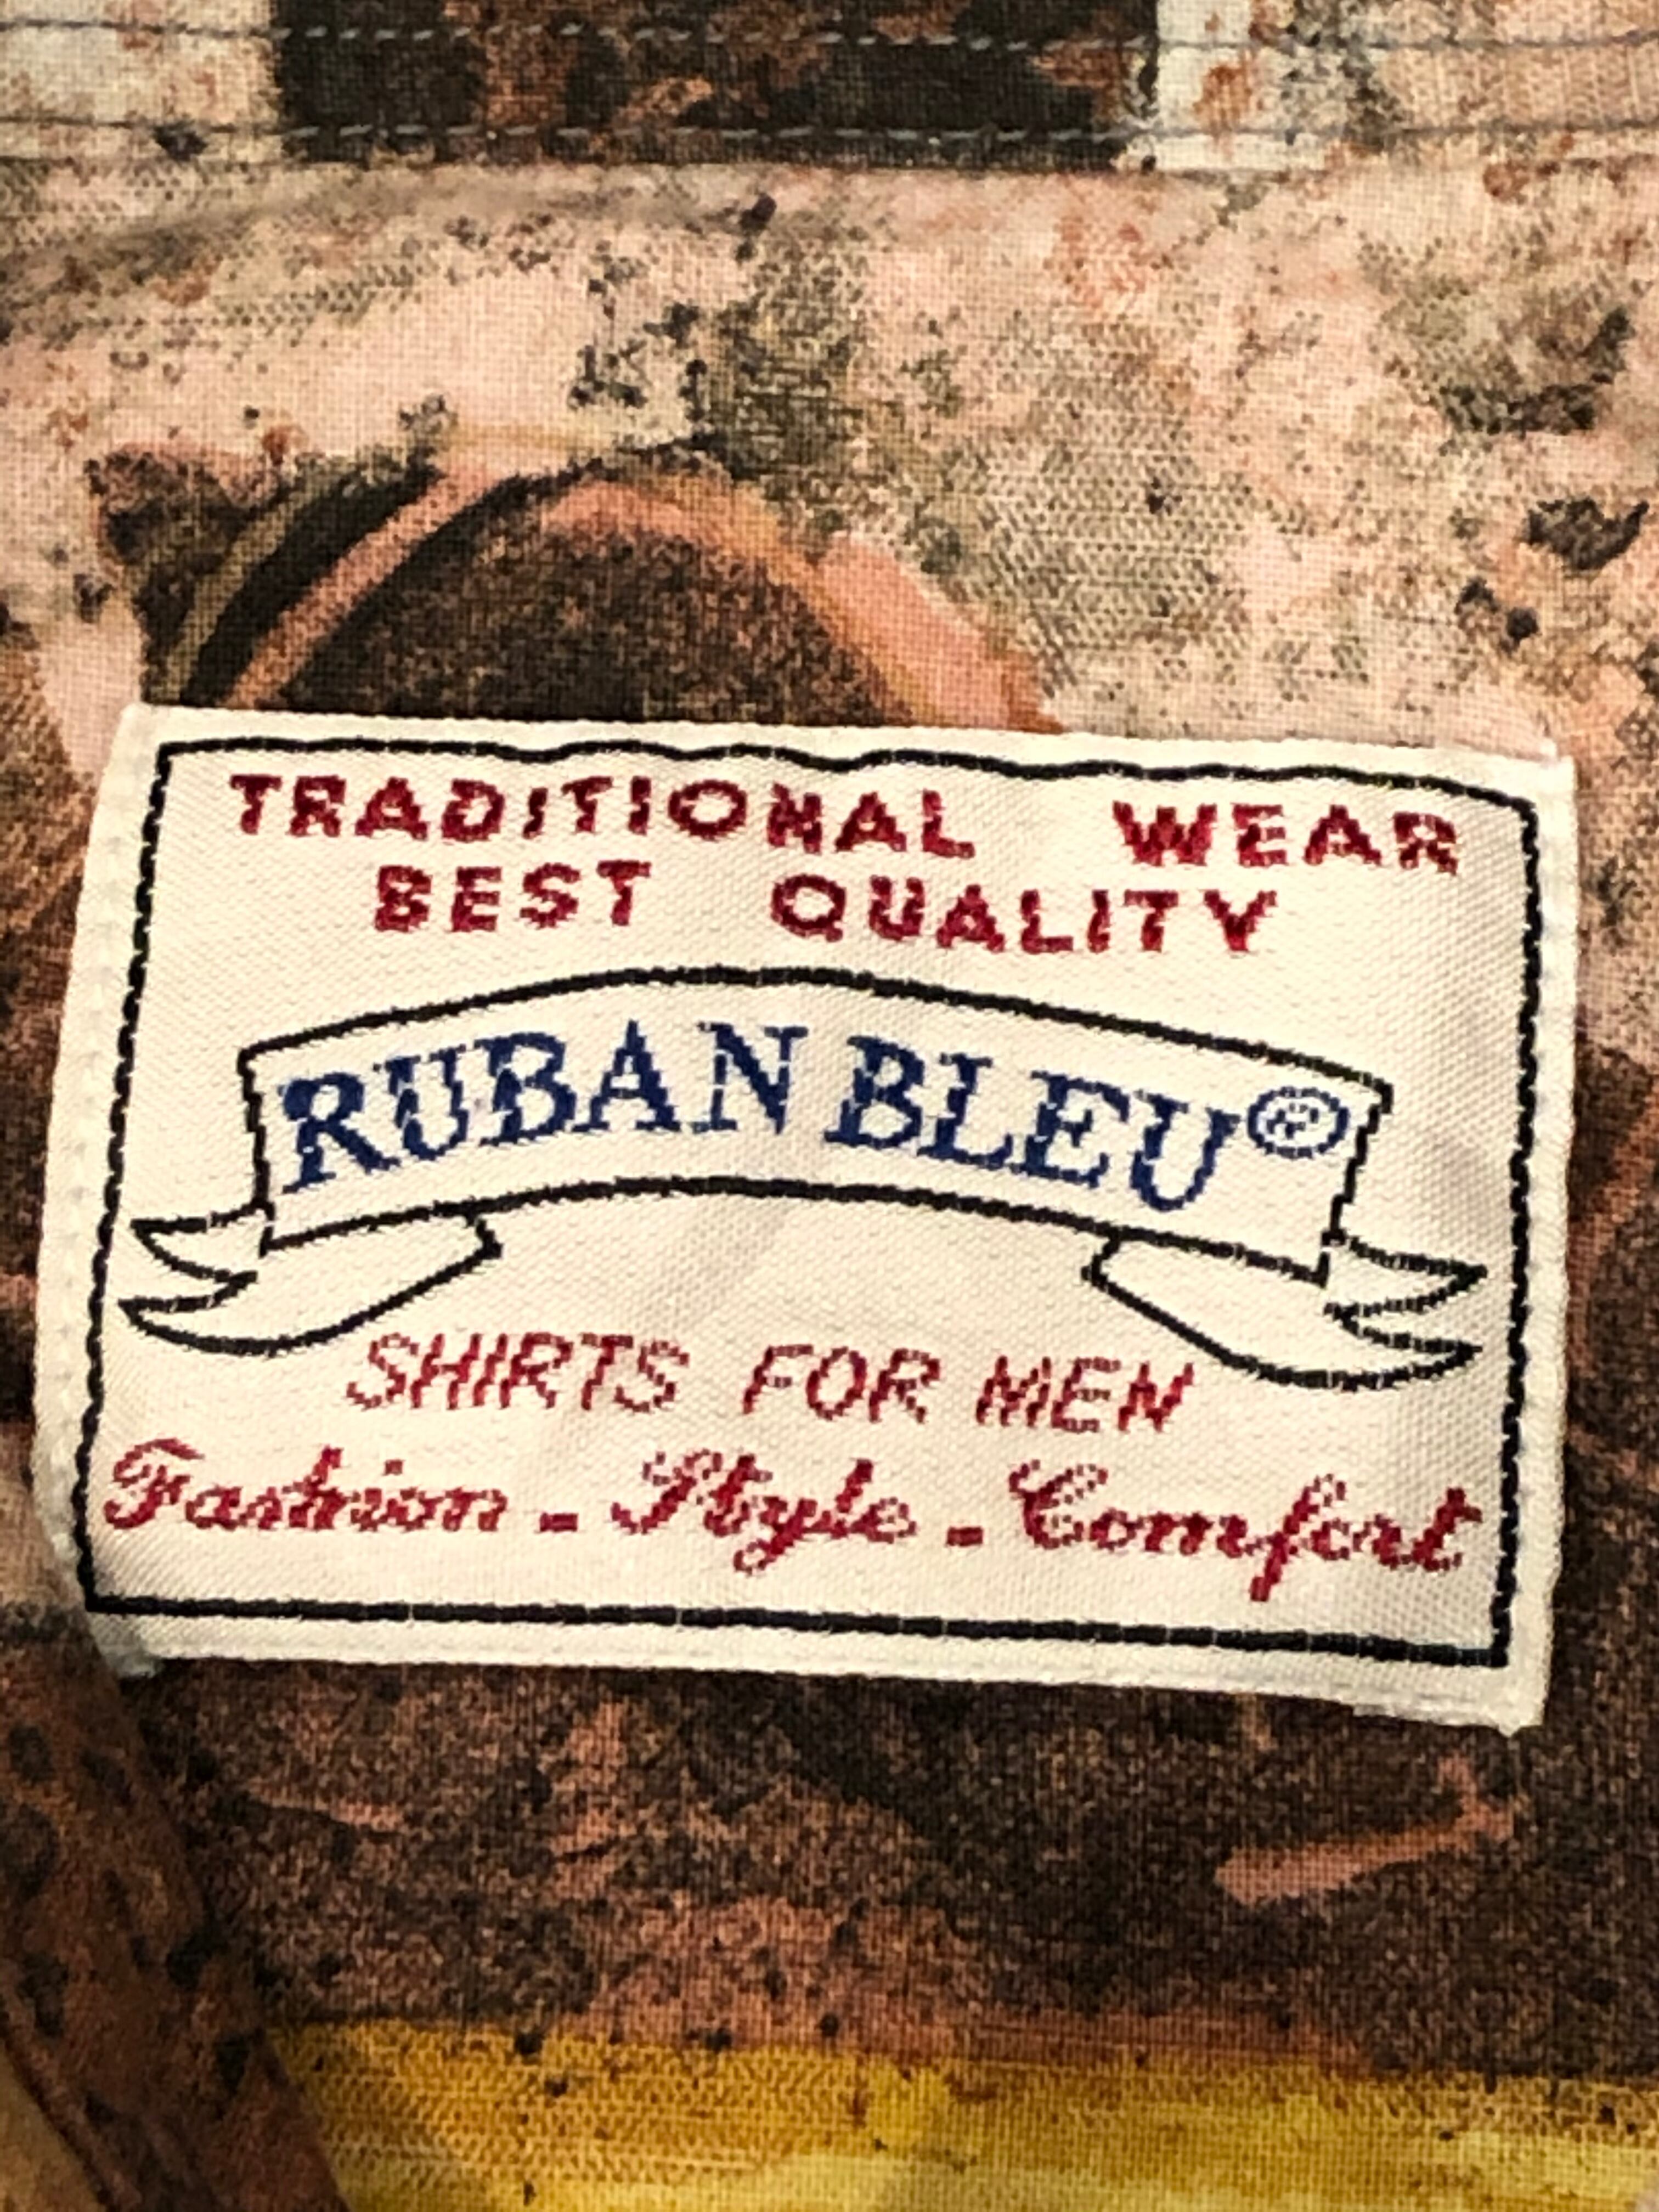 TRADITIONAL WEAR
BEST QUALITY
RUBAN BLEU®
SHIRTS FOR MEN
Fashion - Style - Comfort